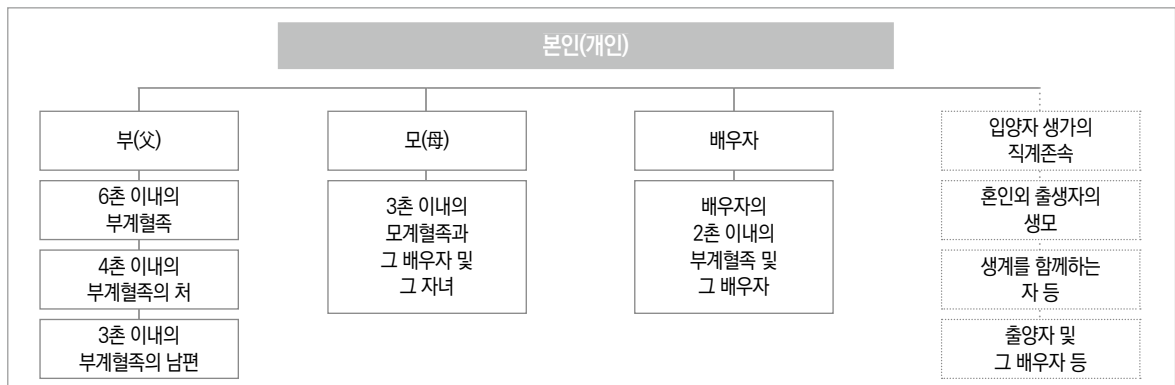 본인(개인)
부(父)
6촌 이내의
부계혈족
4촌 이내의
부계혈족의 처
3촌 이내의
부계혈족의 남편
모(母)
3촌 이내의
모계혈족과
그 배우자 및
그 자녀
배우자
배우자의
2촌 이내의
부계혈족 및
그 배우자
입양자 생가의
직계존속
혼인외 출생자의
생모
생계를 함께하는
자 등
출양자 및
그 배우자 등